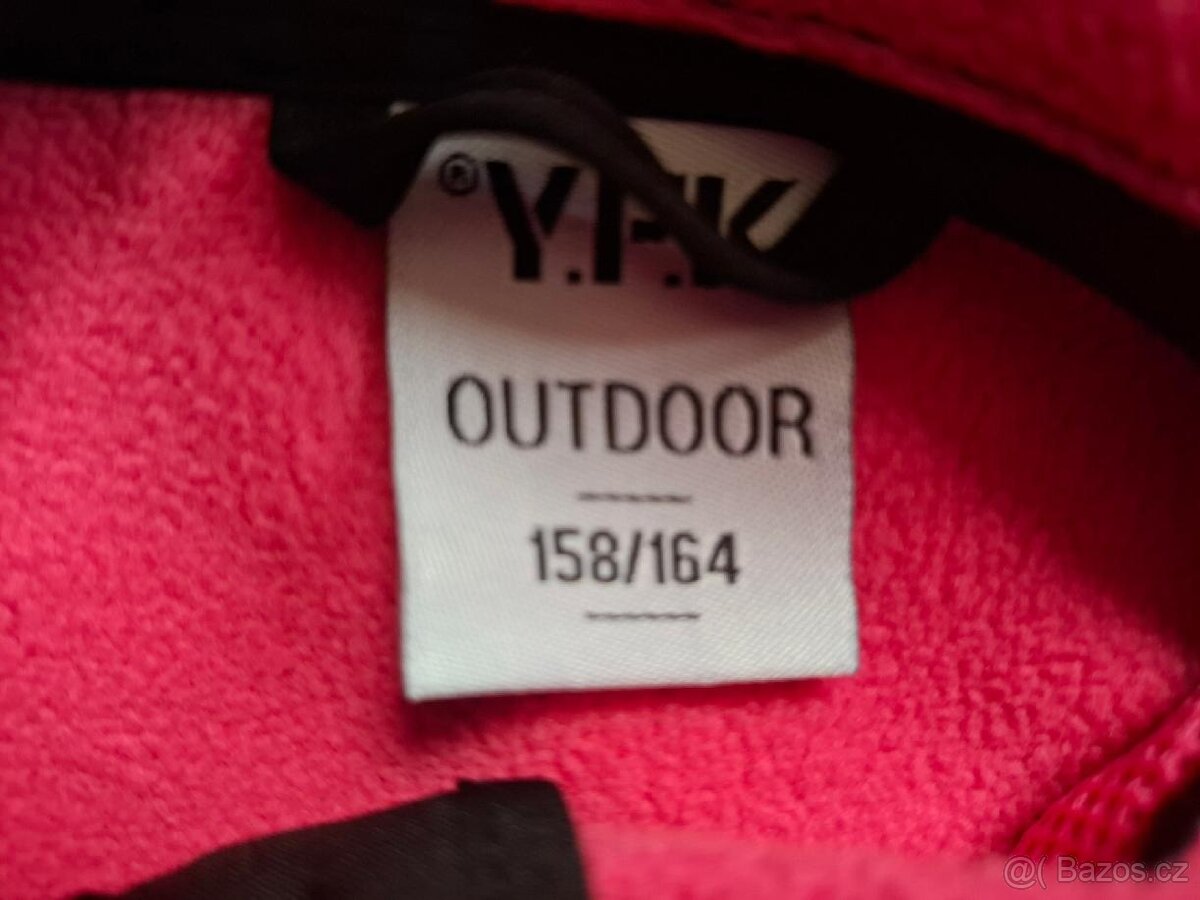 ® Y.F.K
OUTDOOR
158/164
@( Bazos.cz